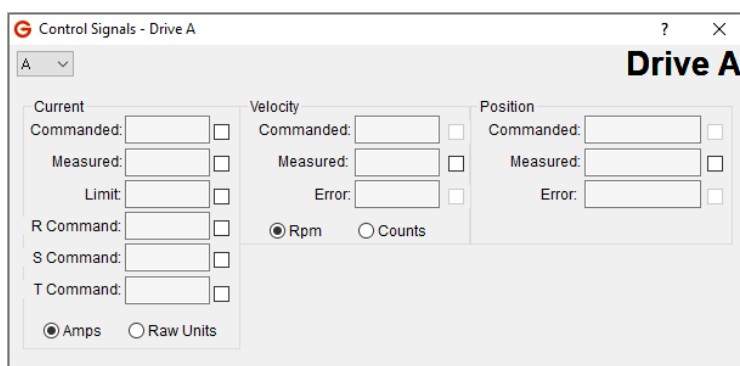 G Control Signals - Drive A ? X
A
Drive A
Current
Commanded:
Measured:
Limit:
R Command:
S Command:
T Command:
Amps Raw Units
Velocity
Commanded:
Measured:
Error:
Rpm Counts
Position
Commanded:
Measured:
Error: